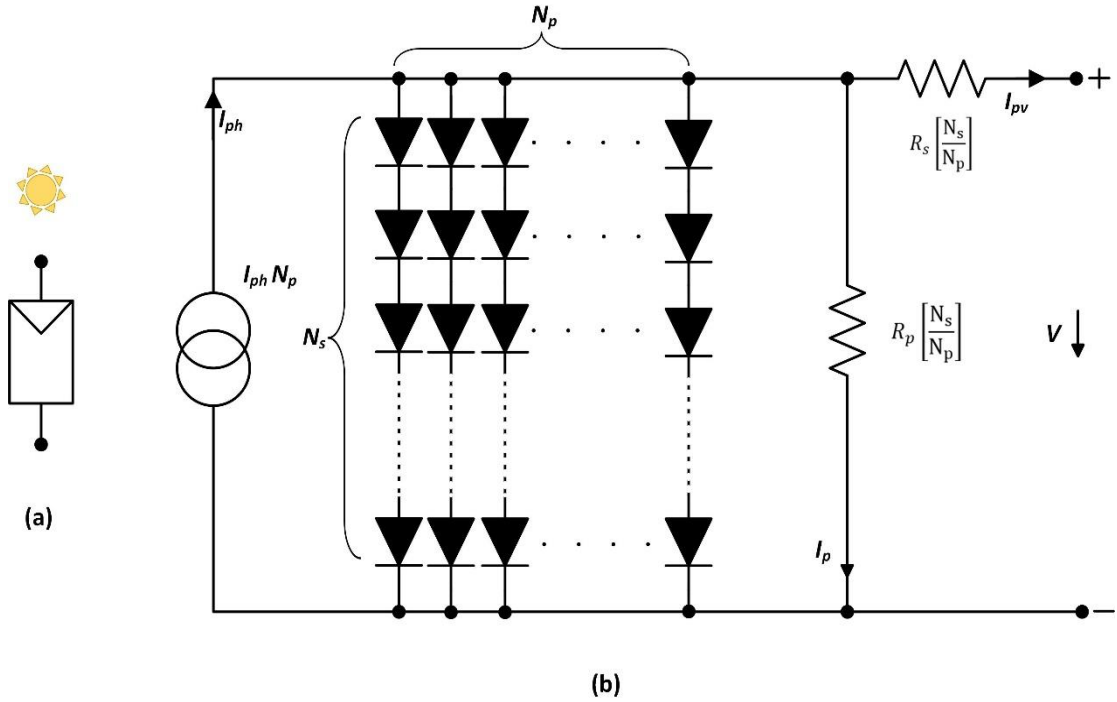 N_p
I_ph
I_pv
+
R_s [N_s/N_p]
I_ph N_p
N_s
R_p [N_s/N_p]
V
(a)
I_p
−
(b)